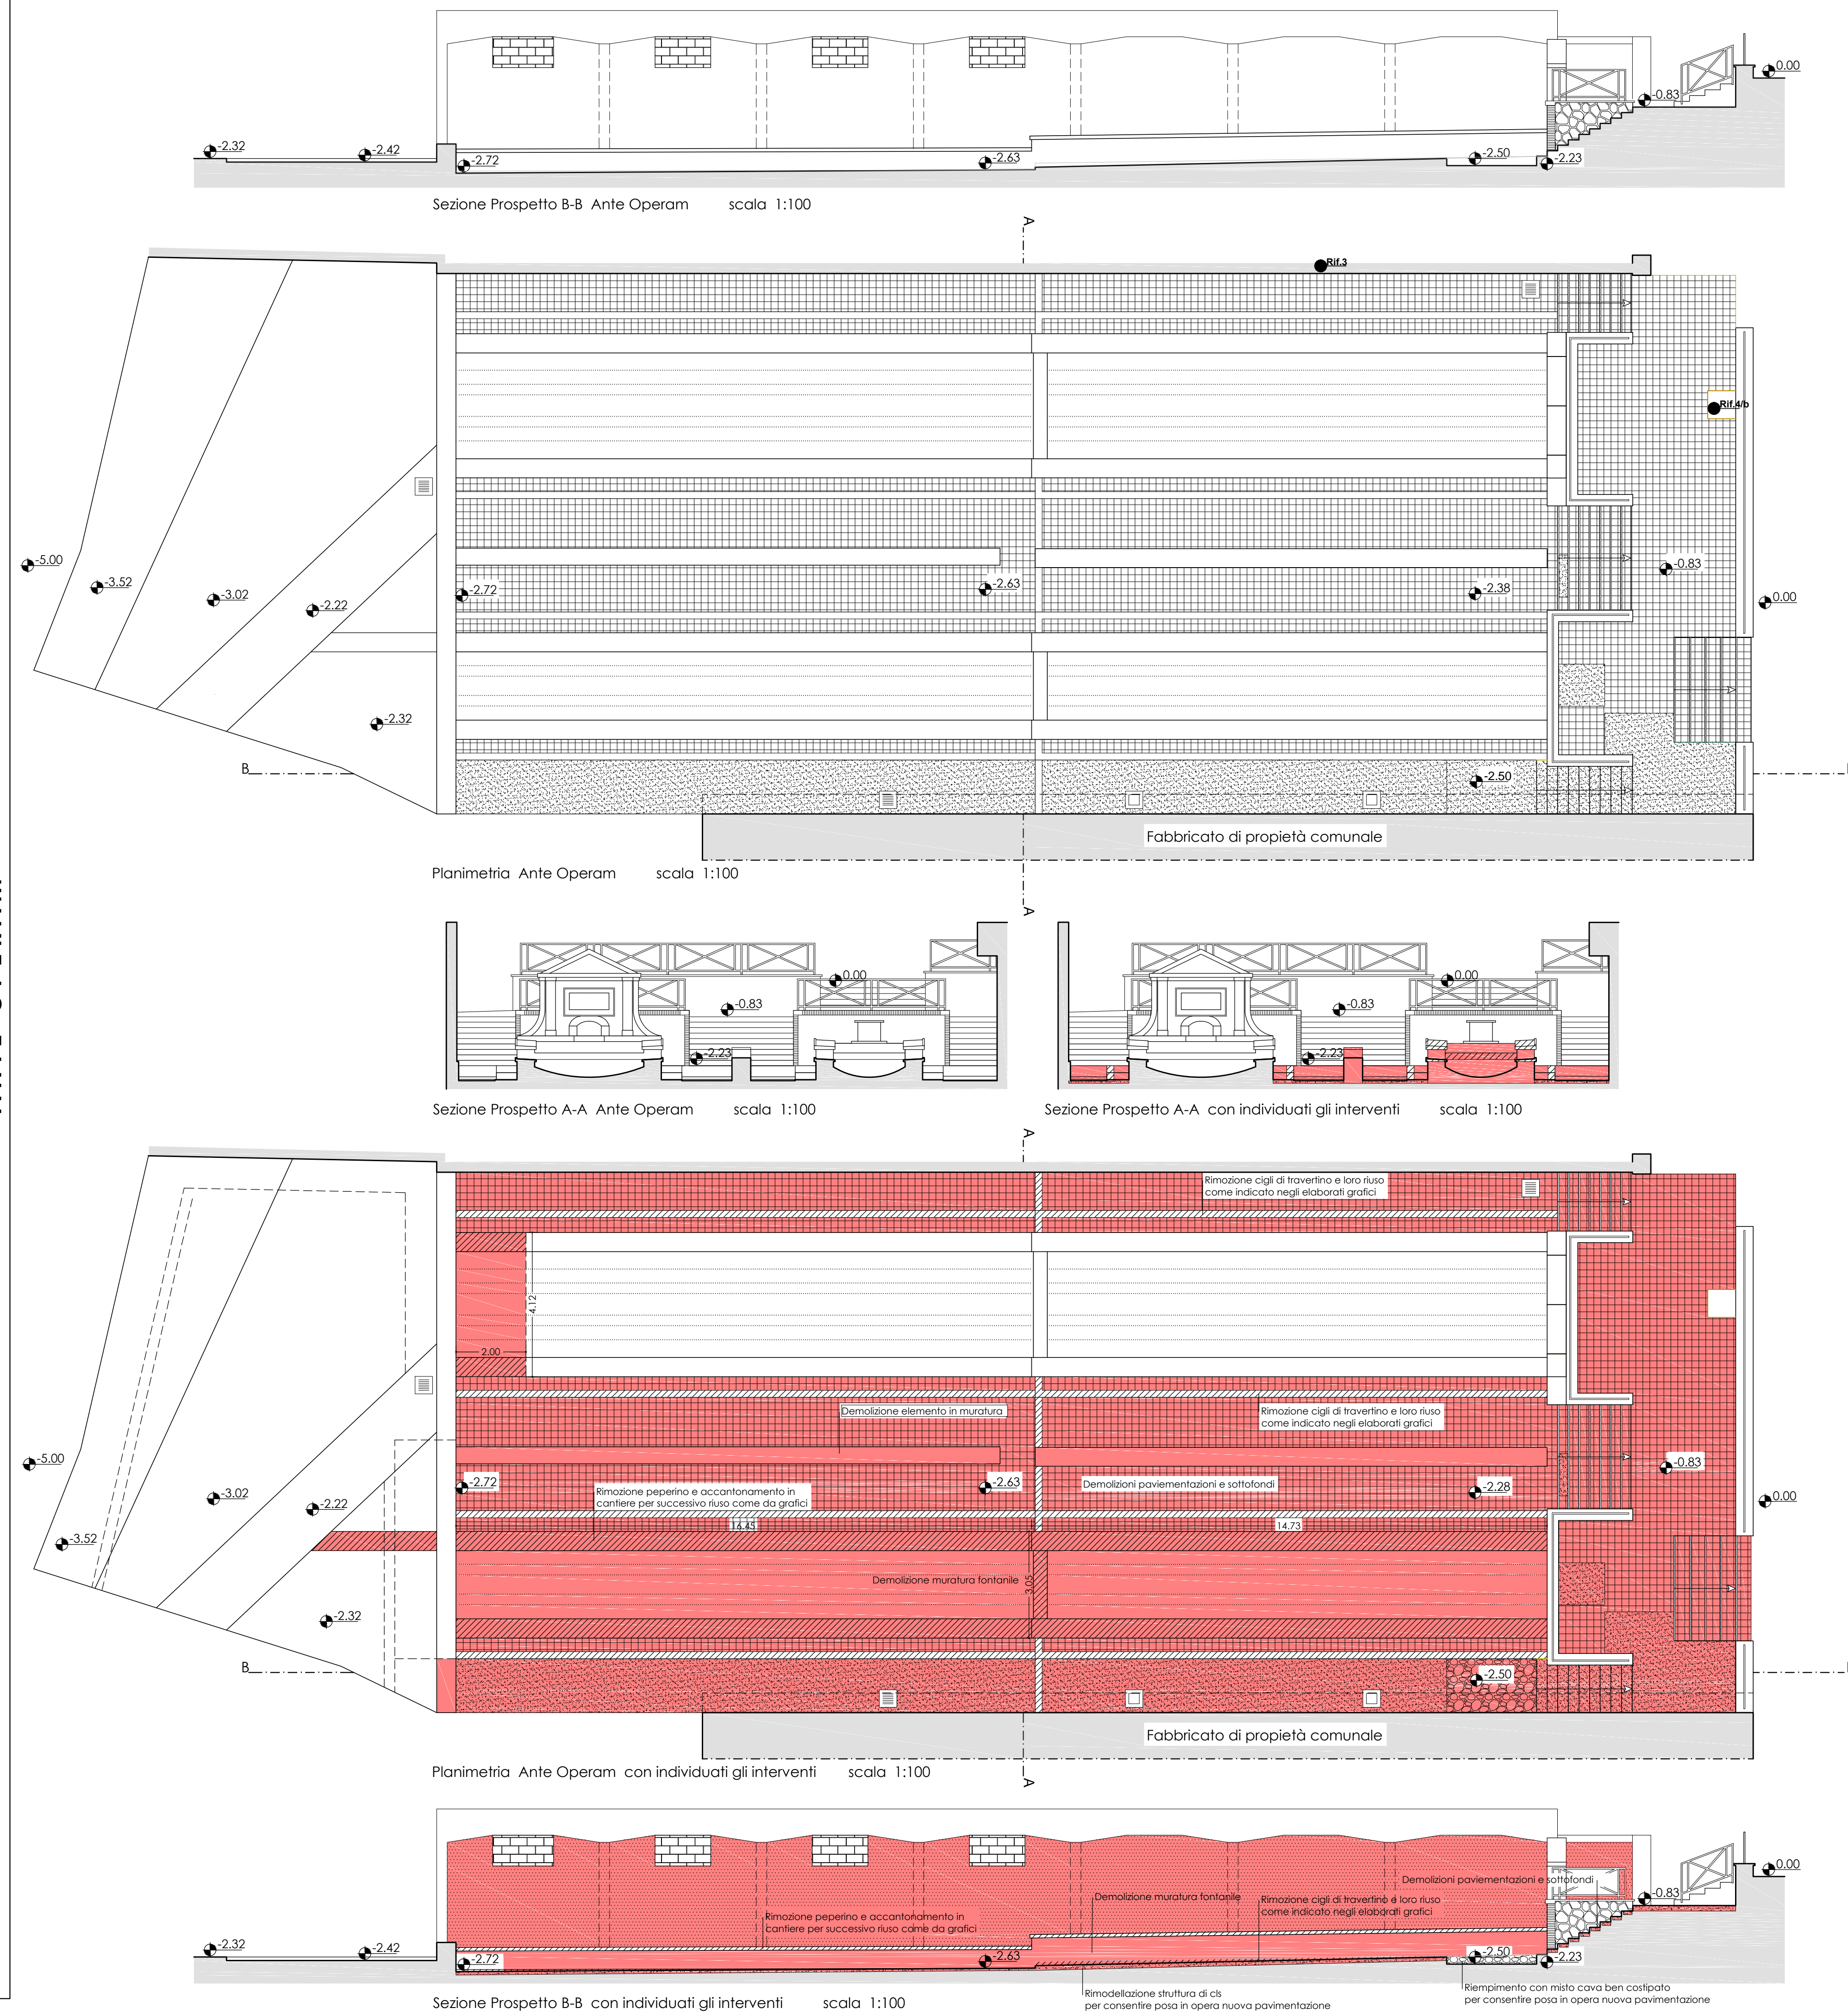 0.00
-0.83
-2.32
-2.42
-2.72
-2.63
-2.50
-2.23
Sezione Prospetto B-B Ante Operam scala 1:100
A
Rif.3
Rif.4/b
-5.00
-3.52
-3.02
-2.22
-2.72
-2.63
-2.38
-0.83
0.00
-2.32
B
-2.50
Fabbricato di propietà comunale
Planimetria Ante Operam scala 1:100
A
0.00
-0.83
-2.23
0.00
-0.83
-2.23
Sezione Prospetto A-A Ante Operam scala 1:100
Sezione Prospetto A-A con individuati gli interventi scala 1:100
A
Rimozione cigli di travertino e loro riuso
come indicato negli elaborati grafici
4.12
2.00
Demolizione elemento in muratura
Rimozione cigli di travertino e loro riuso
come indicato negli elaborati grafici
-5.00
-3.02
-2.22
-3.52
-2.72
-2.63
Demolizioni paviementazioni e sottofondi
-2.28
-0.83
0.00
Rimozione peperino e accantonamento in
cantiere per successivo riuso come da grafici
16.45
14.73
Demolizione muratura fontanile
3.05
-2.32
B
-2.50
Fabbricato di propietà comunale
Planimetria Ante Operam con individuati gli interventi scala 1:100
A
0.00
Demolizioni paviementazioni e sottofondi
-0.83
Demolizione muratura fontanile
Rimozione cigli di travertino e loro riuso
come indicato negli elaborati grafici
Rimozione peperino e accantonamento in
cantiere per successivo riuso come da grafici
-2.32
-2.42
-2.72
-2.63
-2.50
-2.23
Rimodellazione struttura di cls
per consentire posa in opera nuova pavimentazione
Riempimento con misto cava ben costipato
per consentire posa in opera nuova pavimentazione
Sezione Prospetto B-B con individuati gli interventi scala 1:100